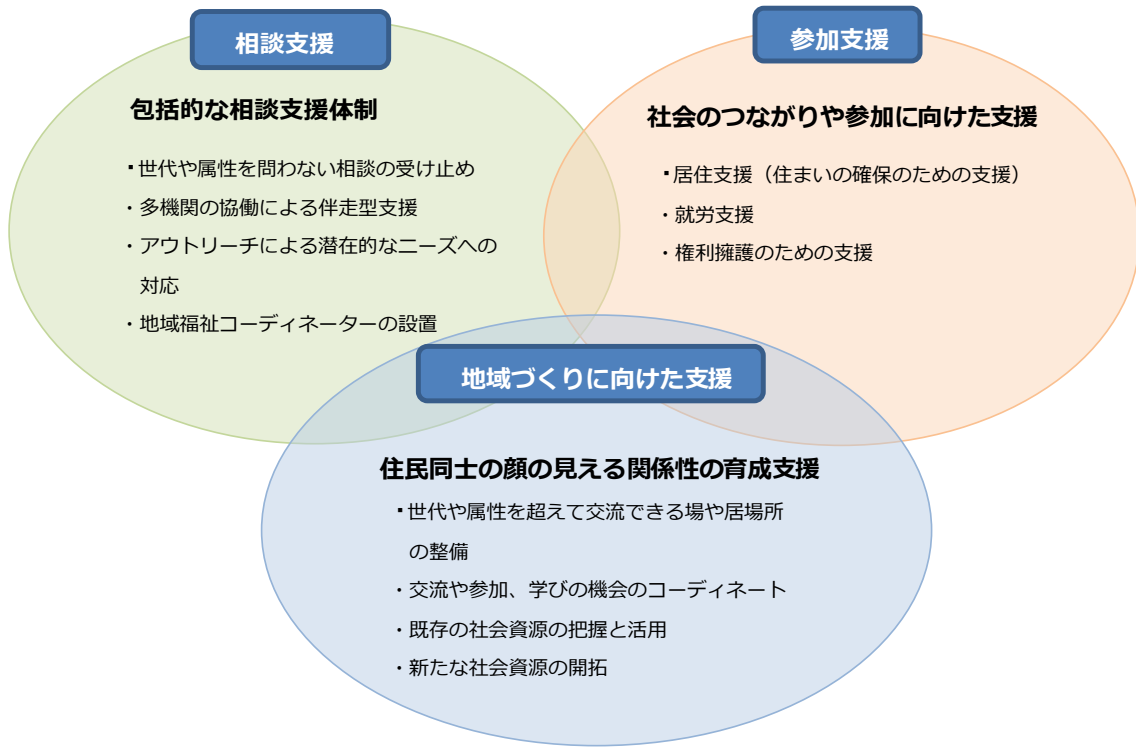 相談支援
包括的な相談支援体制
・世代や属性を問わない相談の受け止め
・多機関の協働による伴走型支援
・アウトリーチによる潜在的なニーズへの
対応
・地域福祉コーディネーターの設置
参加支援
社会のつながりや参加に向けた支援
・居住支援（住まいの確保のための支援）
・就労支援
・権利擁護のための支援
地域づくりに向けた支援
住民同士の顔の見える関係性の育成支援
・世代や属性を超えて交流できる場や居場所
の整備
・交流や参加、学びの機会のコーディネート
・既存の社会資源の把握と活用
・新たな社会資源の開拓